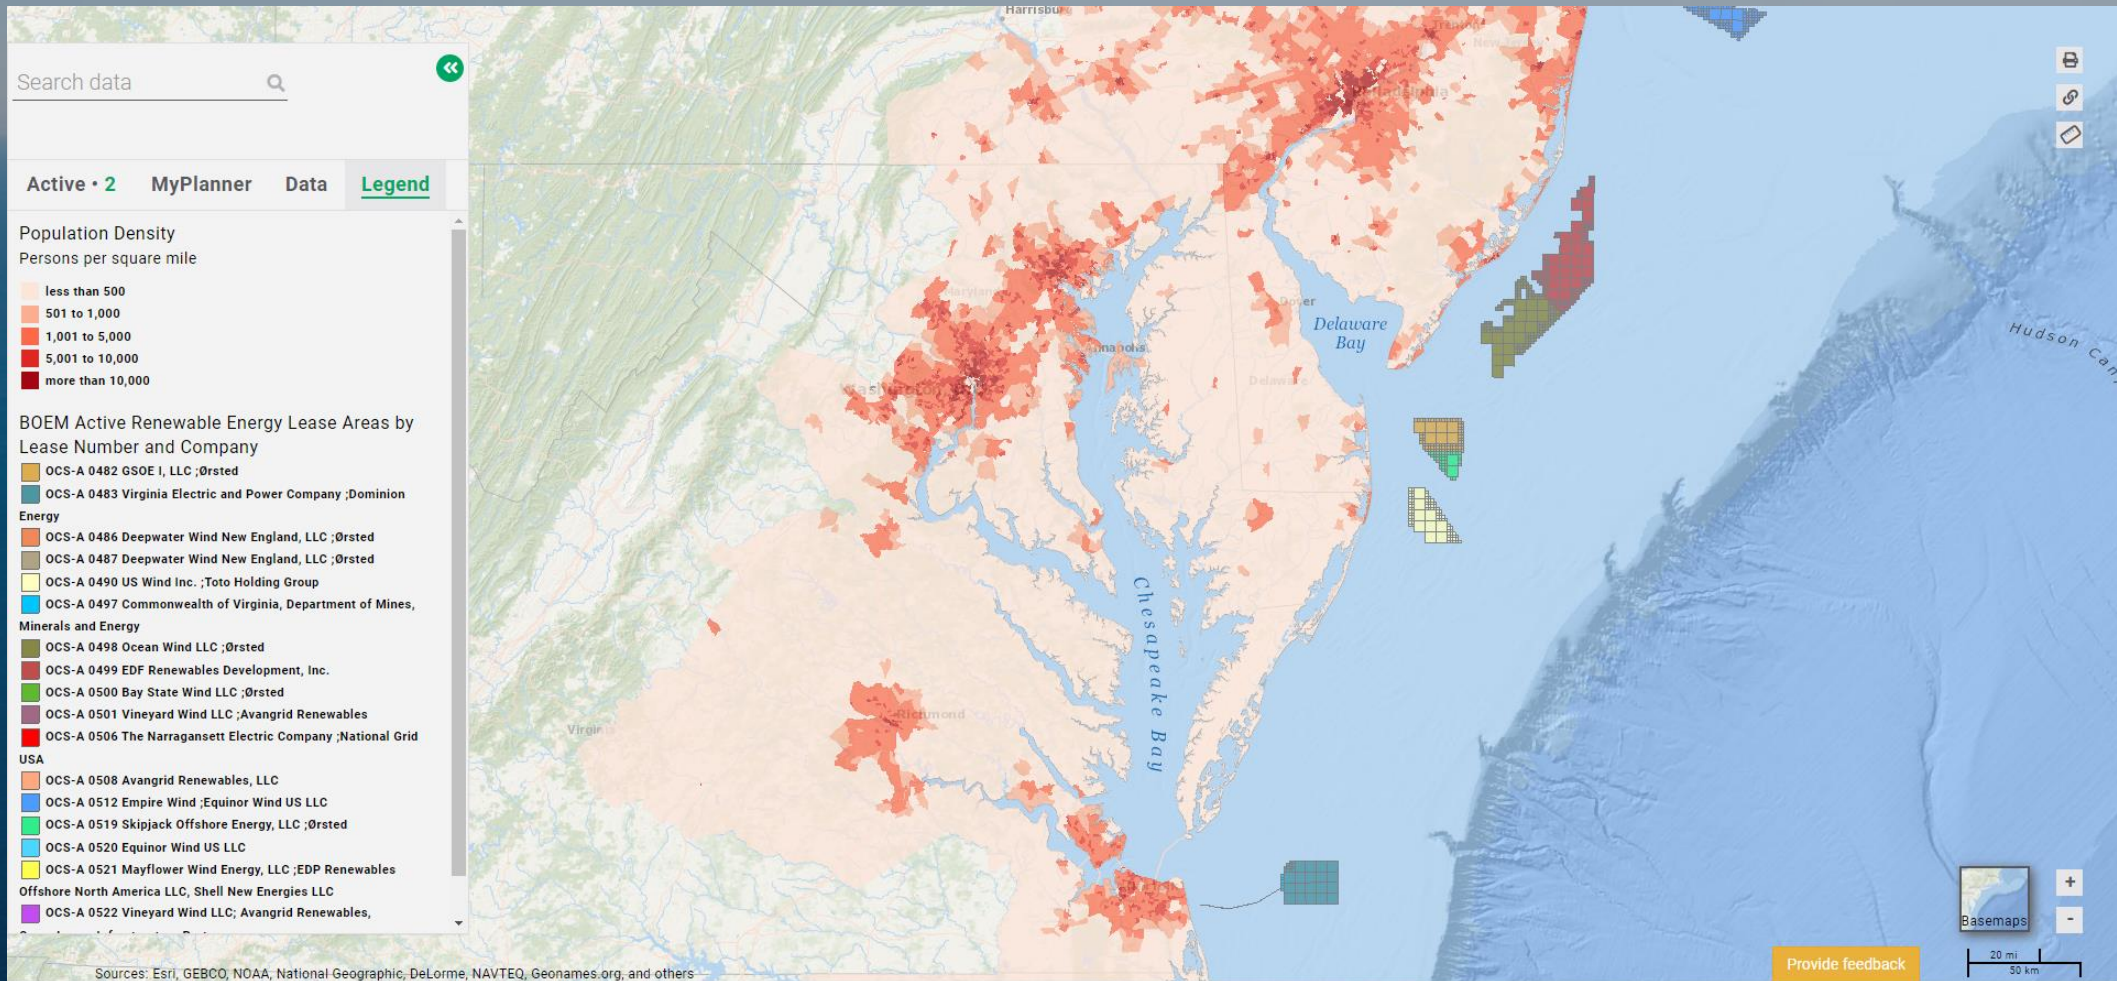 Search data
Active • 2 MyPlanner Data Legend
Population Density
Persons per square mile
less than 500
501 to 1,000
1,001 to 5,000
5,001 to 10,000
more than 10,000
BOEM Active Renewable Energy Lease Areas by
Lease Number and Company
OCS-A 0482 GSOE I, LLC ;Ørsted
OCS-A 0483 Virginia Electric and Power Company ;Dominion
Energy
OCS-A 0486 Deepwater Wind New England, LLC ;Ørsted
OCS-A 0487 Deepwater Wind New England, LLC ;Ørsted
OCS-A 0490 US Wind Inc. ;Toto Holding Group
OCS-A 0497 Commonwealth of Virginia, Department of Mines,
Minerals and Energy
OCS-A 0498 Ocean Wind LLC ;Ørsted
OCS-A 0499 EDF Renewables Development, Inc.
OCS-A 0500 Bay State Wind LLC ;Ørsted
OCS-A 0501 Vineyard Wind LLC ;Avangrid Renewables
OCS-A 0506 The Narragansett Electric Company ;National Grid
USA
OCS-A 0508 Avangrid Renewables, LLC
OCS-A 0512 Empire Wind ;Equinor Wind US LLC
OCS-A 0519 Skipjack Offshore Energy, LLC ;Ørsted
OCS-A 0520 Equinor Wind US LLC
OCS-A 0521 Mayflower Wind Energy, LLC ;EDP Renewables
Offshore North America LLC, Shell New Energies LLC
OCS-A 0522 Vineyard Wind LLC; Avangrid Renewables,
Harrisbur
Trenton
Philadelphia
Maryland
Dover
Delaware
Bay
Annapolis
Washington
Delaware
Hudson Can
Chesapeake Bay
Richmond
Virginia
Basemaps
+
-
20 mi
50 km
Provide feedback
Sources: Esri, GEBCO, NOAA, National Geographic, DeLorme, NAVTEQ, Geonames.org, and others